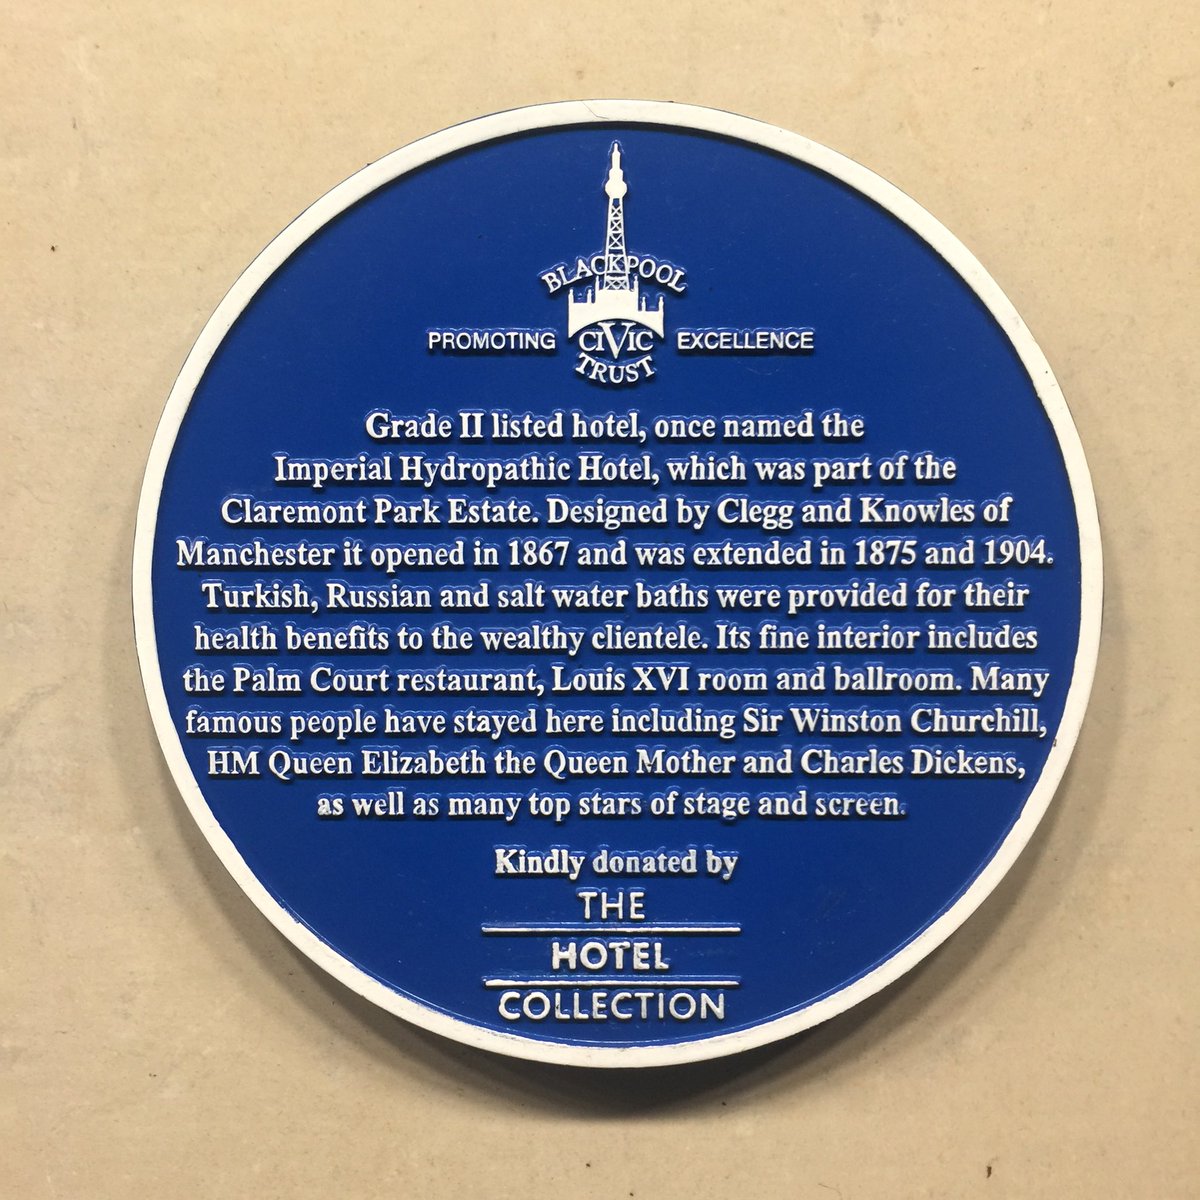 BLACKPOOL
PROMOTING CIVIC EXCELLENCE
TRUST
Grade II listed hotel, once named the
Imperial Hydropathic Hotel, which was part of the
Claremont Park Estate. Designed by Clegg and Knowles of
Manchester it opened in 1867 and was extended in 1875 and 1904.
Turkish, Russian and salt water baths were provided for their
health benefits to the wealthy clientele. Its fine interior includes
the Palm Court restaurant, Louis XVI room and ballroom. Many
famous people have stayed here including Sir Winston Churchill,
HM Queen Elizabeth the Queen Mother and Charles Dickens,
as well as many top stars of stage and screen.
Kindly donated by
THE
HOTEL
COLLECTION